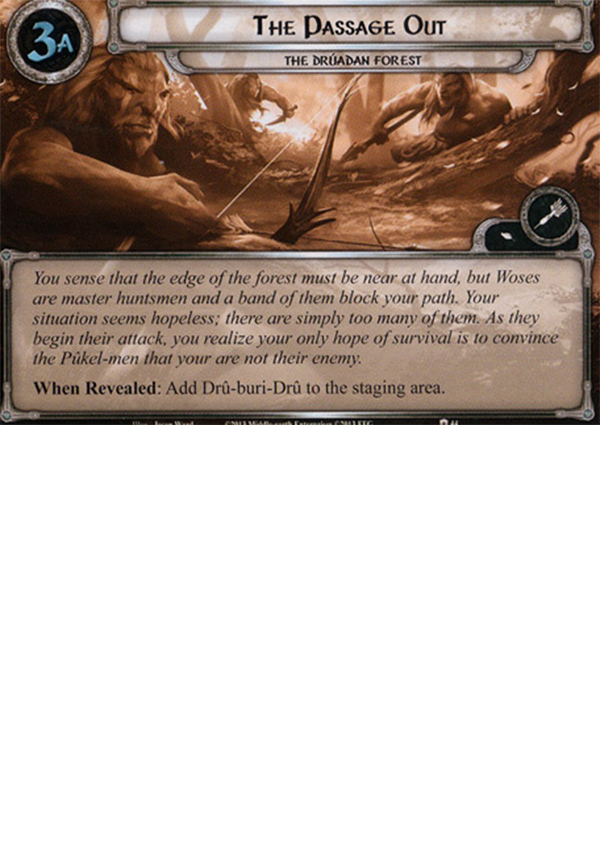 3A
THE PASSAGE OUT
THE DRÚADAN FOREST
You sense that the edge of the forest must be near at hand, but Woses
are master huntsmen and a band of them block your path. Your
situation seems hopeless; there are simply too many of them. As they
begin their attack, you realize your only hope of survival is to convince
the Pûkel-men that your are not their enemy.
When Revealed: Add Drû-buri-Drû to the staging area.